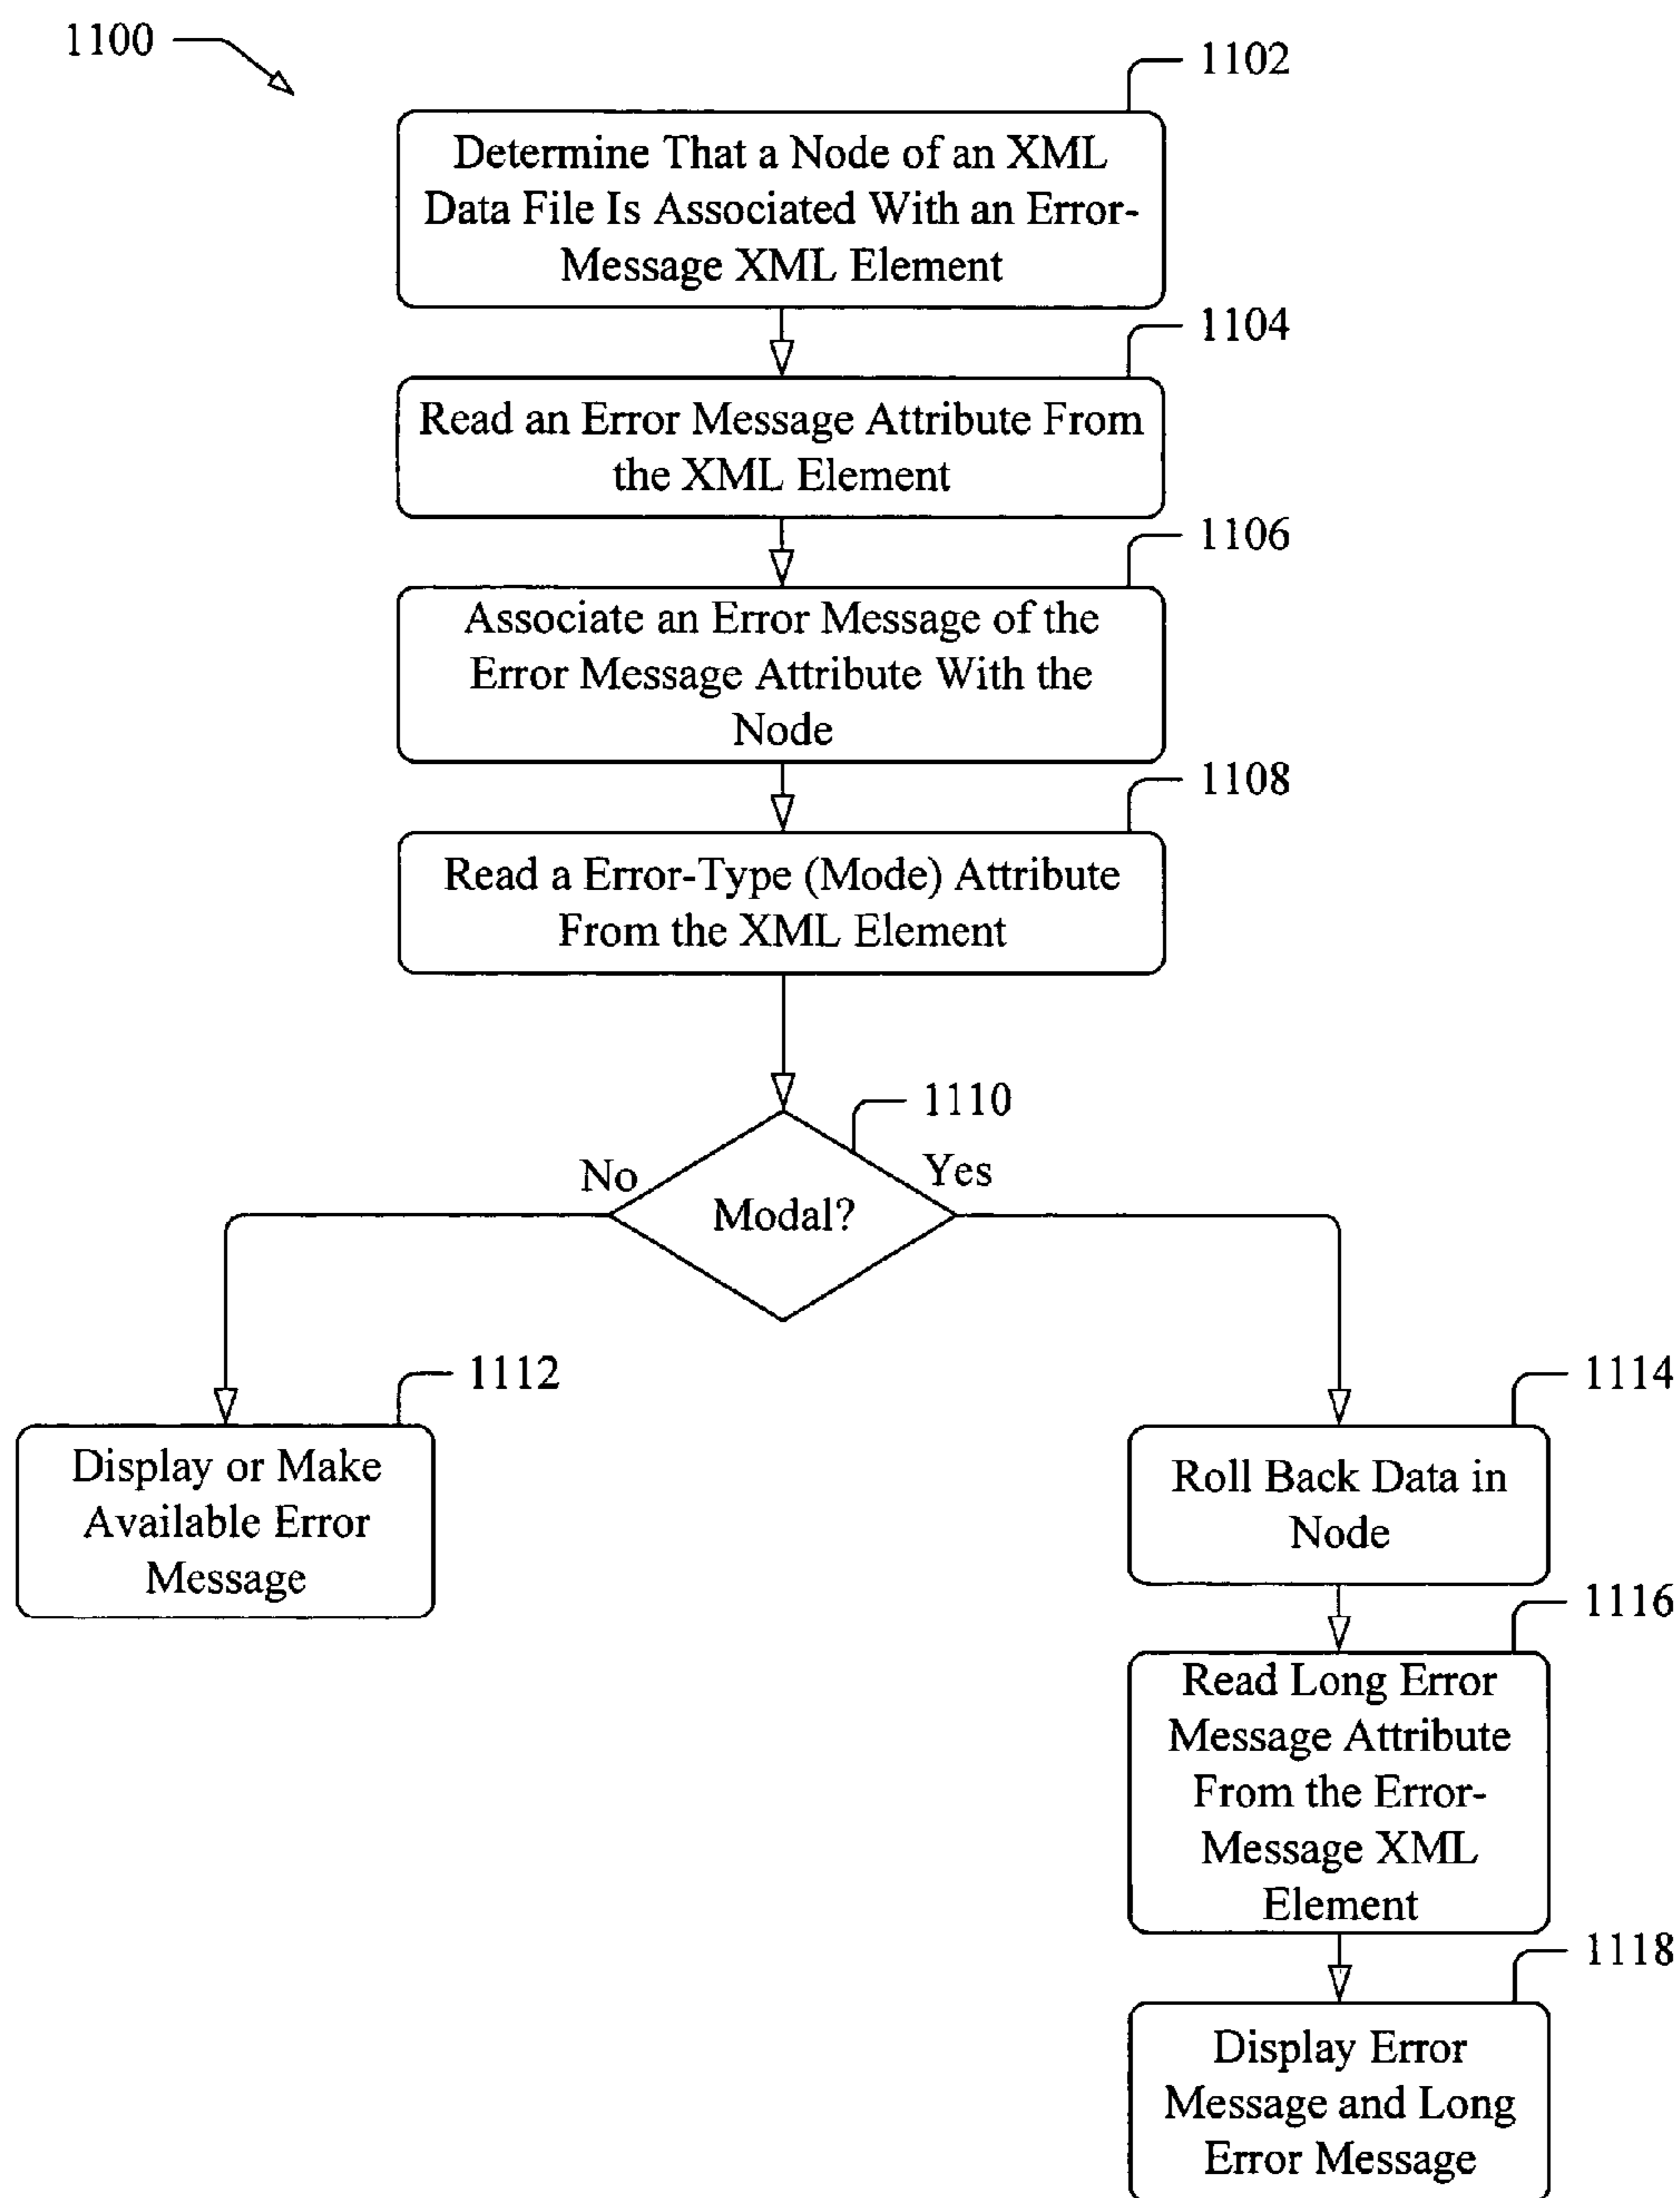 1100
1102
Determine That a Node of an XML
Data File Is Associated With an Error-
Message XML Element
1104
Read an Error Message Attribute From
the XML Element
1106
Associate an Error Message of the
Error Message Attribute With the
Node
1108
Read a Error-Type (Mode) Attribute
From the XML Element
1110
No
Yes
Modal?
1112
Display or Make
Available Error
Message
1114
Roll Back Data in
Node
1116
Read Long Error
Message Attribute
From the Error-
Message XML
Element
1118
Display Error
Message and Long
Error Message